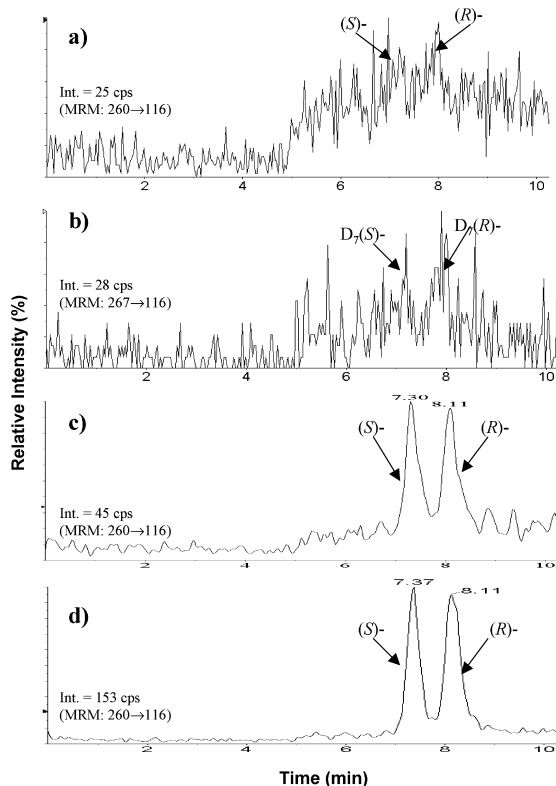 a)
(S)-
(R)-
Int. = 25 cps
(MRM: 260→116)
2 4 6 8 10
b)
D7(S)-
D7(R)-
Int. = 28 cps
(MRM: 267→116)
2 4 6 8 10
Relative Intensity (%)
c)
7.30 8.11
(S)-
(R)-
Int. = 45 cps
(MRM: 260→116)
2 4 6 8 10
d)
7.37 8.11
(S)-
(R)-
Int. = 153 cps
(MRM: 260→116)
2 4 6 8 10
Time (min)